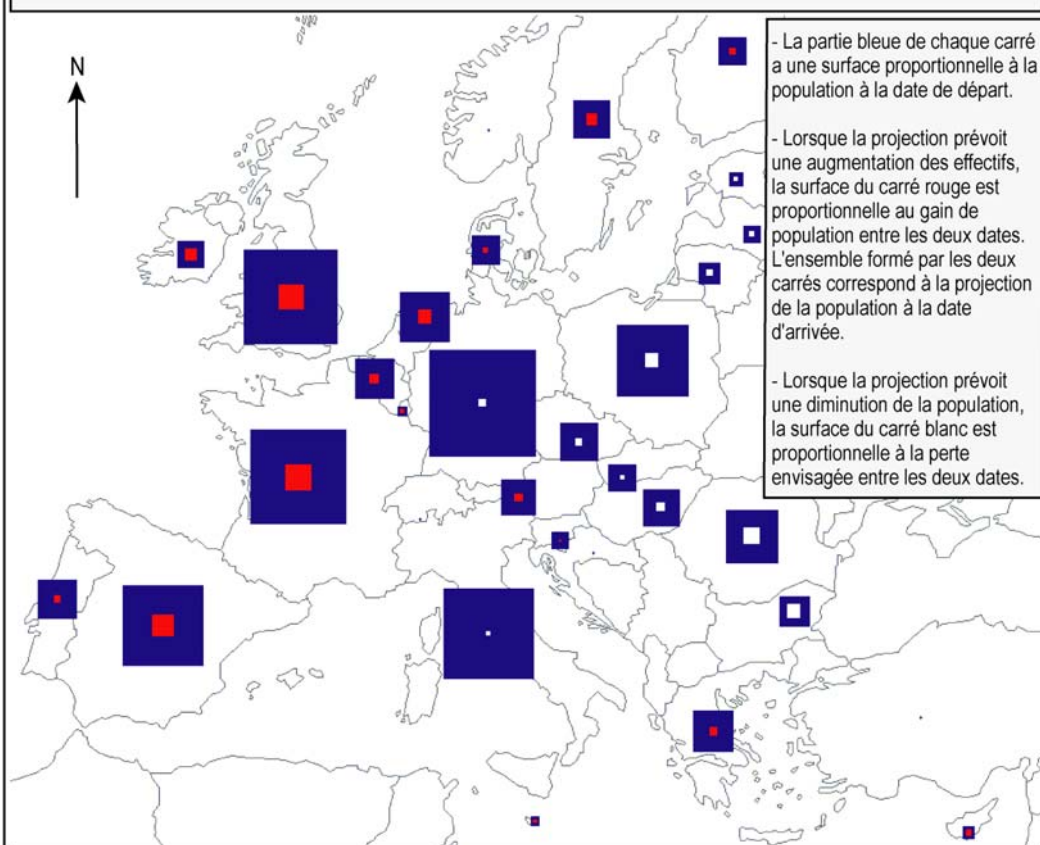 N
- La partie bleue de chaque carré
a une surface proportionnelle à la
population à la date de départ.
- Lorsque la projection prévoit
une augmentation des effectifs,
la surface du carré rouge est
proportionnelle au gain de
population entre les deux dates.
L'ensemble formé par les deux
carrés correspond à la projection
de la population à la date
d'arrivée.
- Lorsque la projection prévoit
une diminution de la population,
la surface du carré blanc est
proportionnelle à la perte
envisagée entre les deux dates.